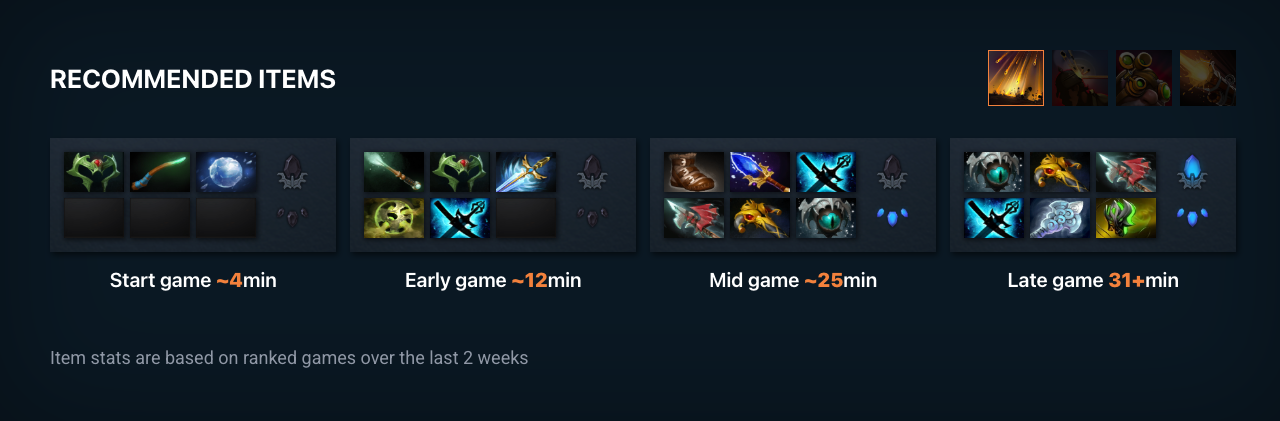 RECOMMENDED ITEMS
Start game ~4min
Early game ~12min
Mid game ~25min
Late game 31+min
Item stats are based on ranked games over the last 2 weeks